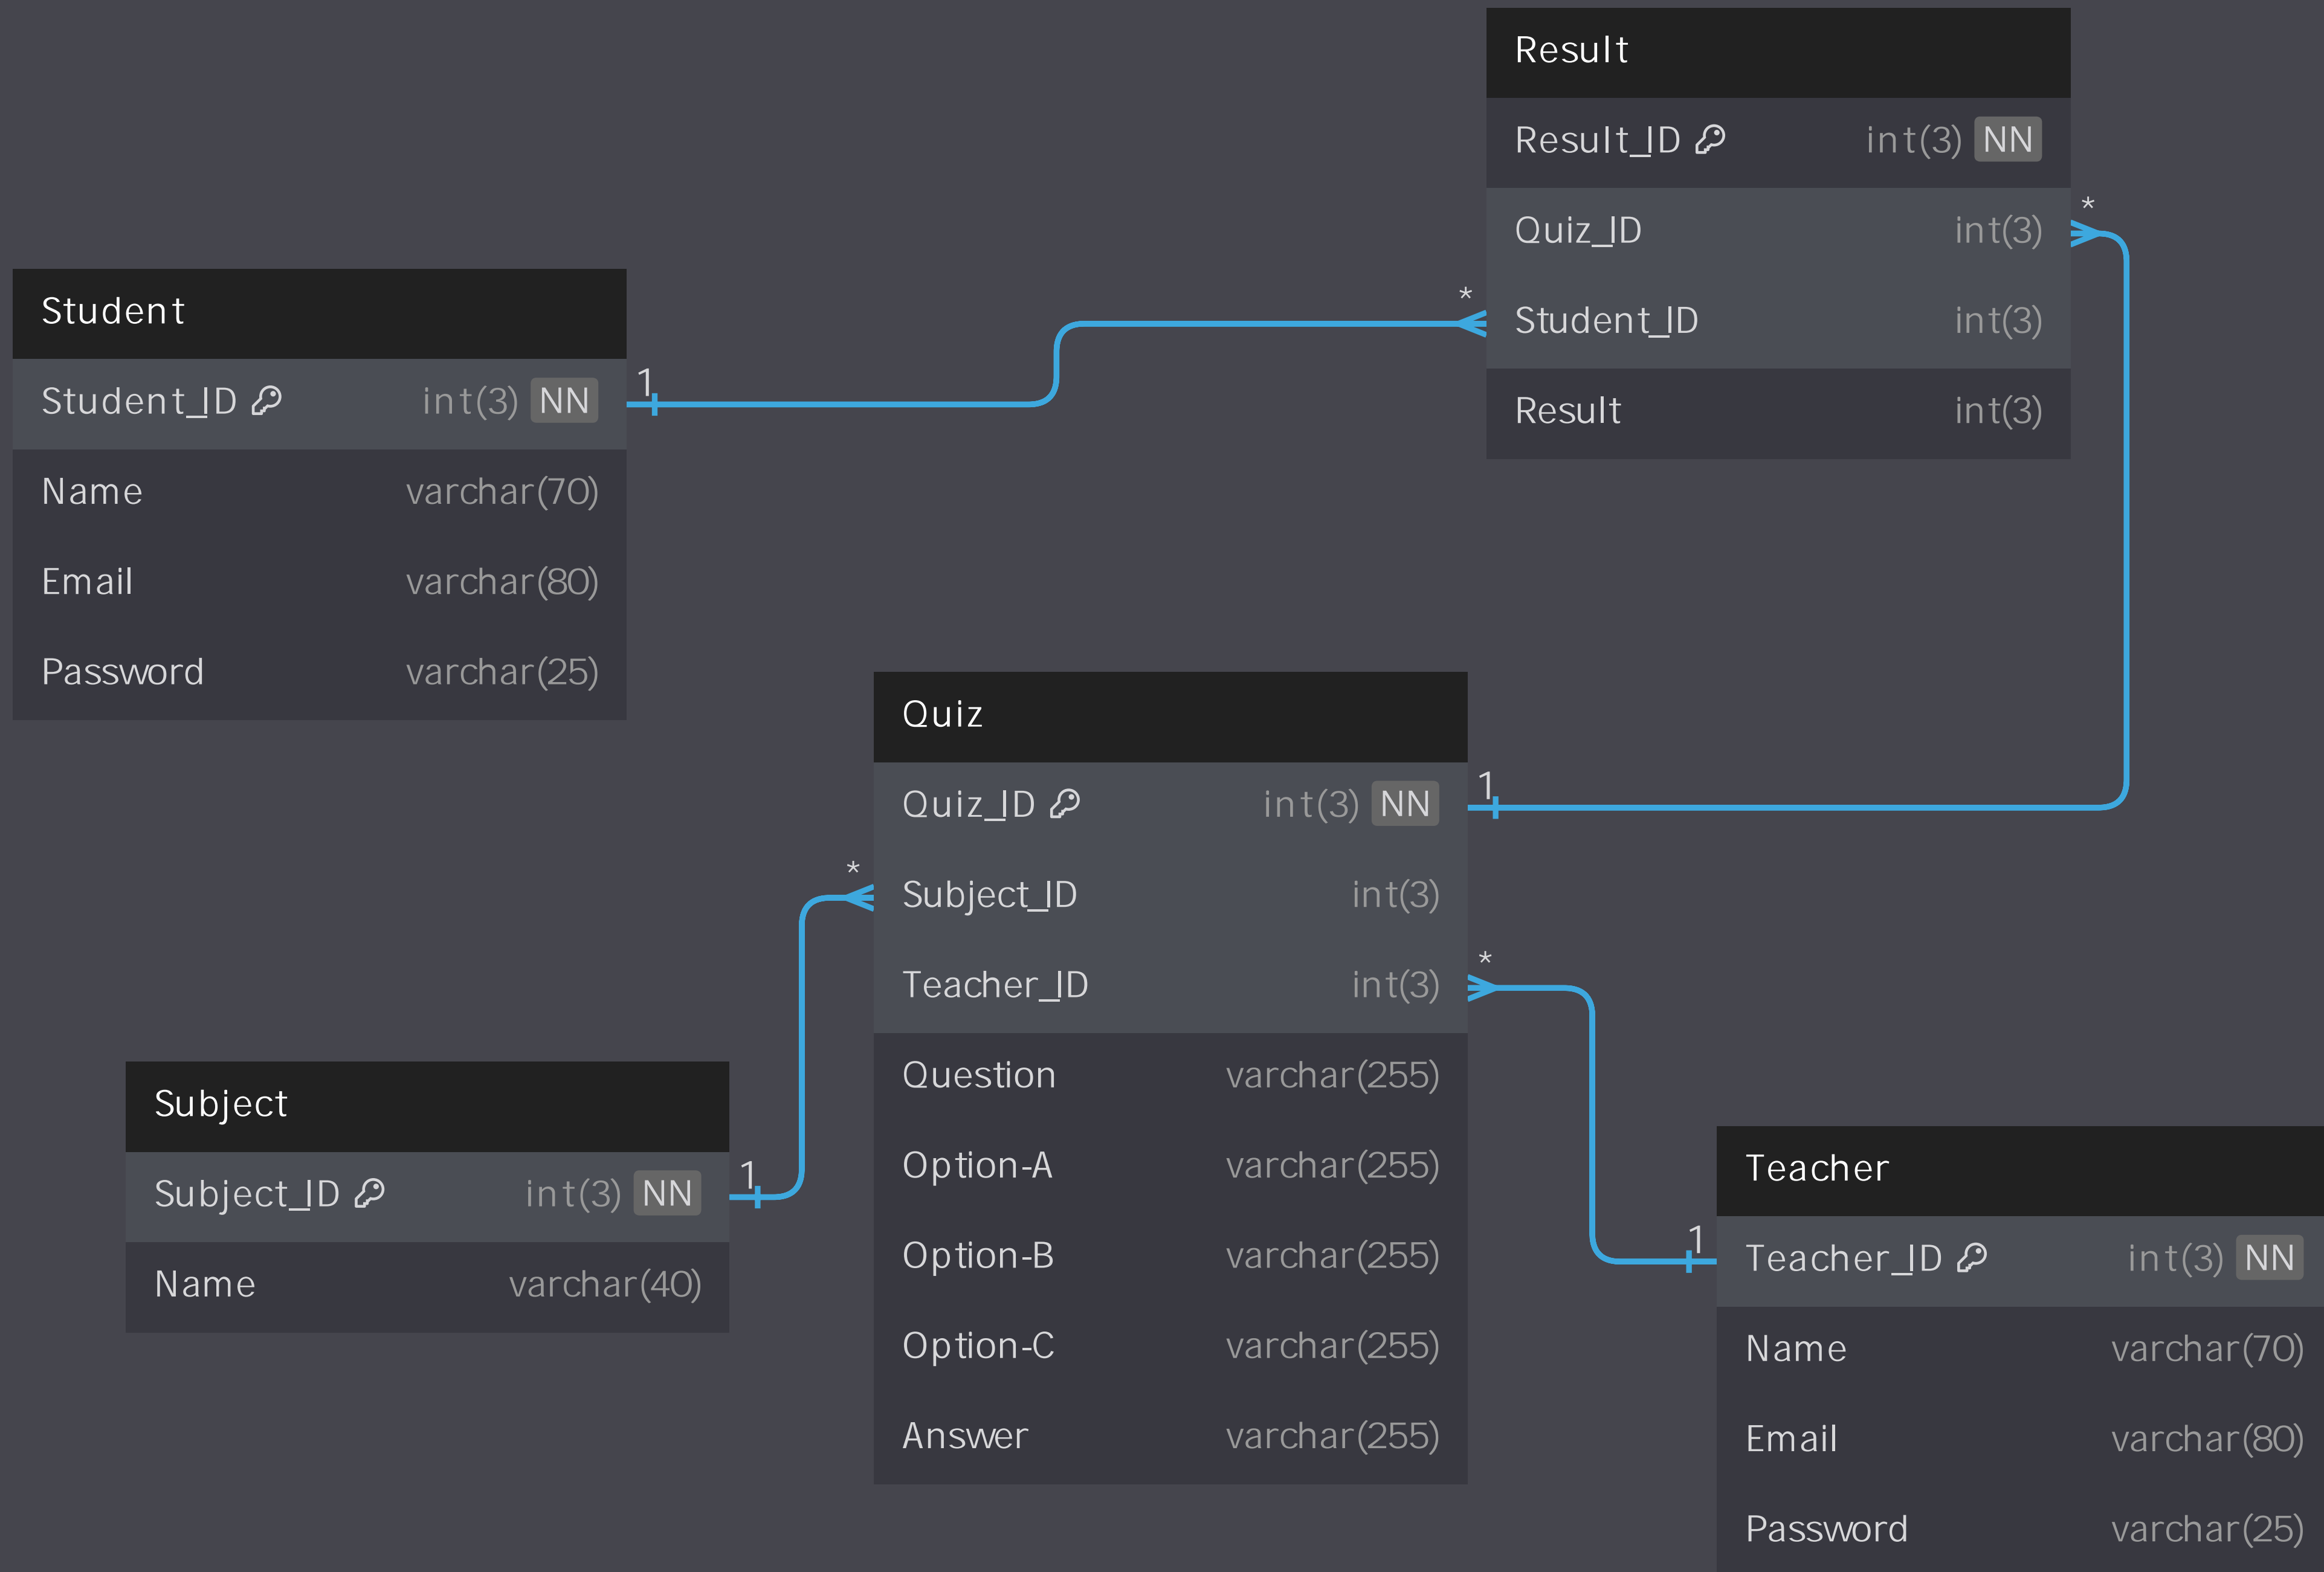 Result
Result_ID int(3) NN
*
Quiz_ID int(3)
*
Student_ID int(3)
Result int(3)
Student
1
Student_ID int(3) NN
Name varchar(70)
Email varchar(80)
Password varchar(25)
Quiz
1
Quiz_ID int(3) NN
*
Subject_ID int(3)
*
Teacher_ID int(3)
Question varchar(255)
Option-A varchar(255)
Option-B varchar(255)
Option-C varchar(255)
Answer varchar(255)
Subject
1
Subject_ID int(3) NN
Name varchar(40)
Teacher
1
Teacher_ID int(3) NN
Name varchar(70)
Email varchar(80)
Password varchar(25)